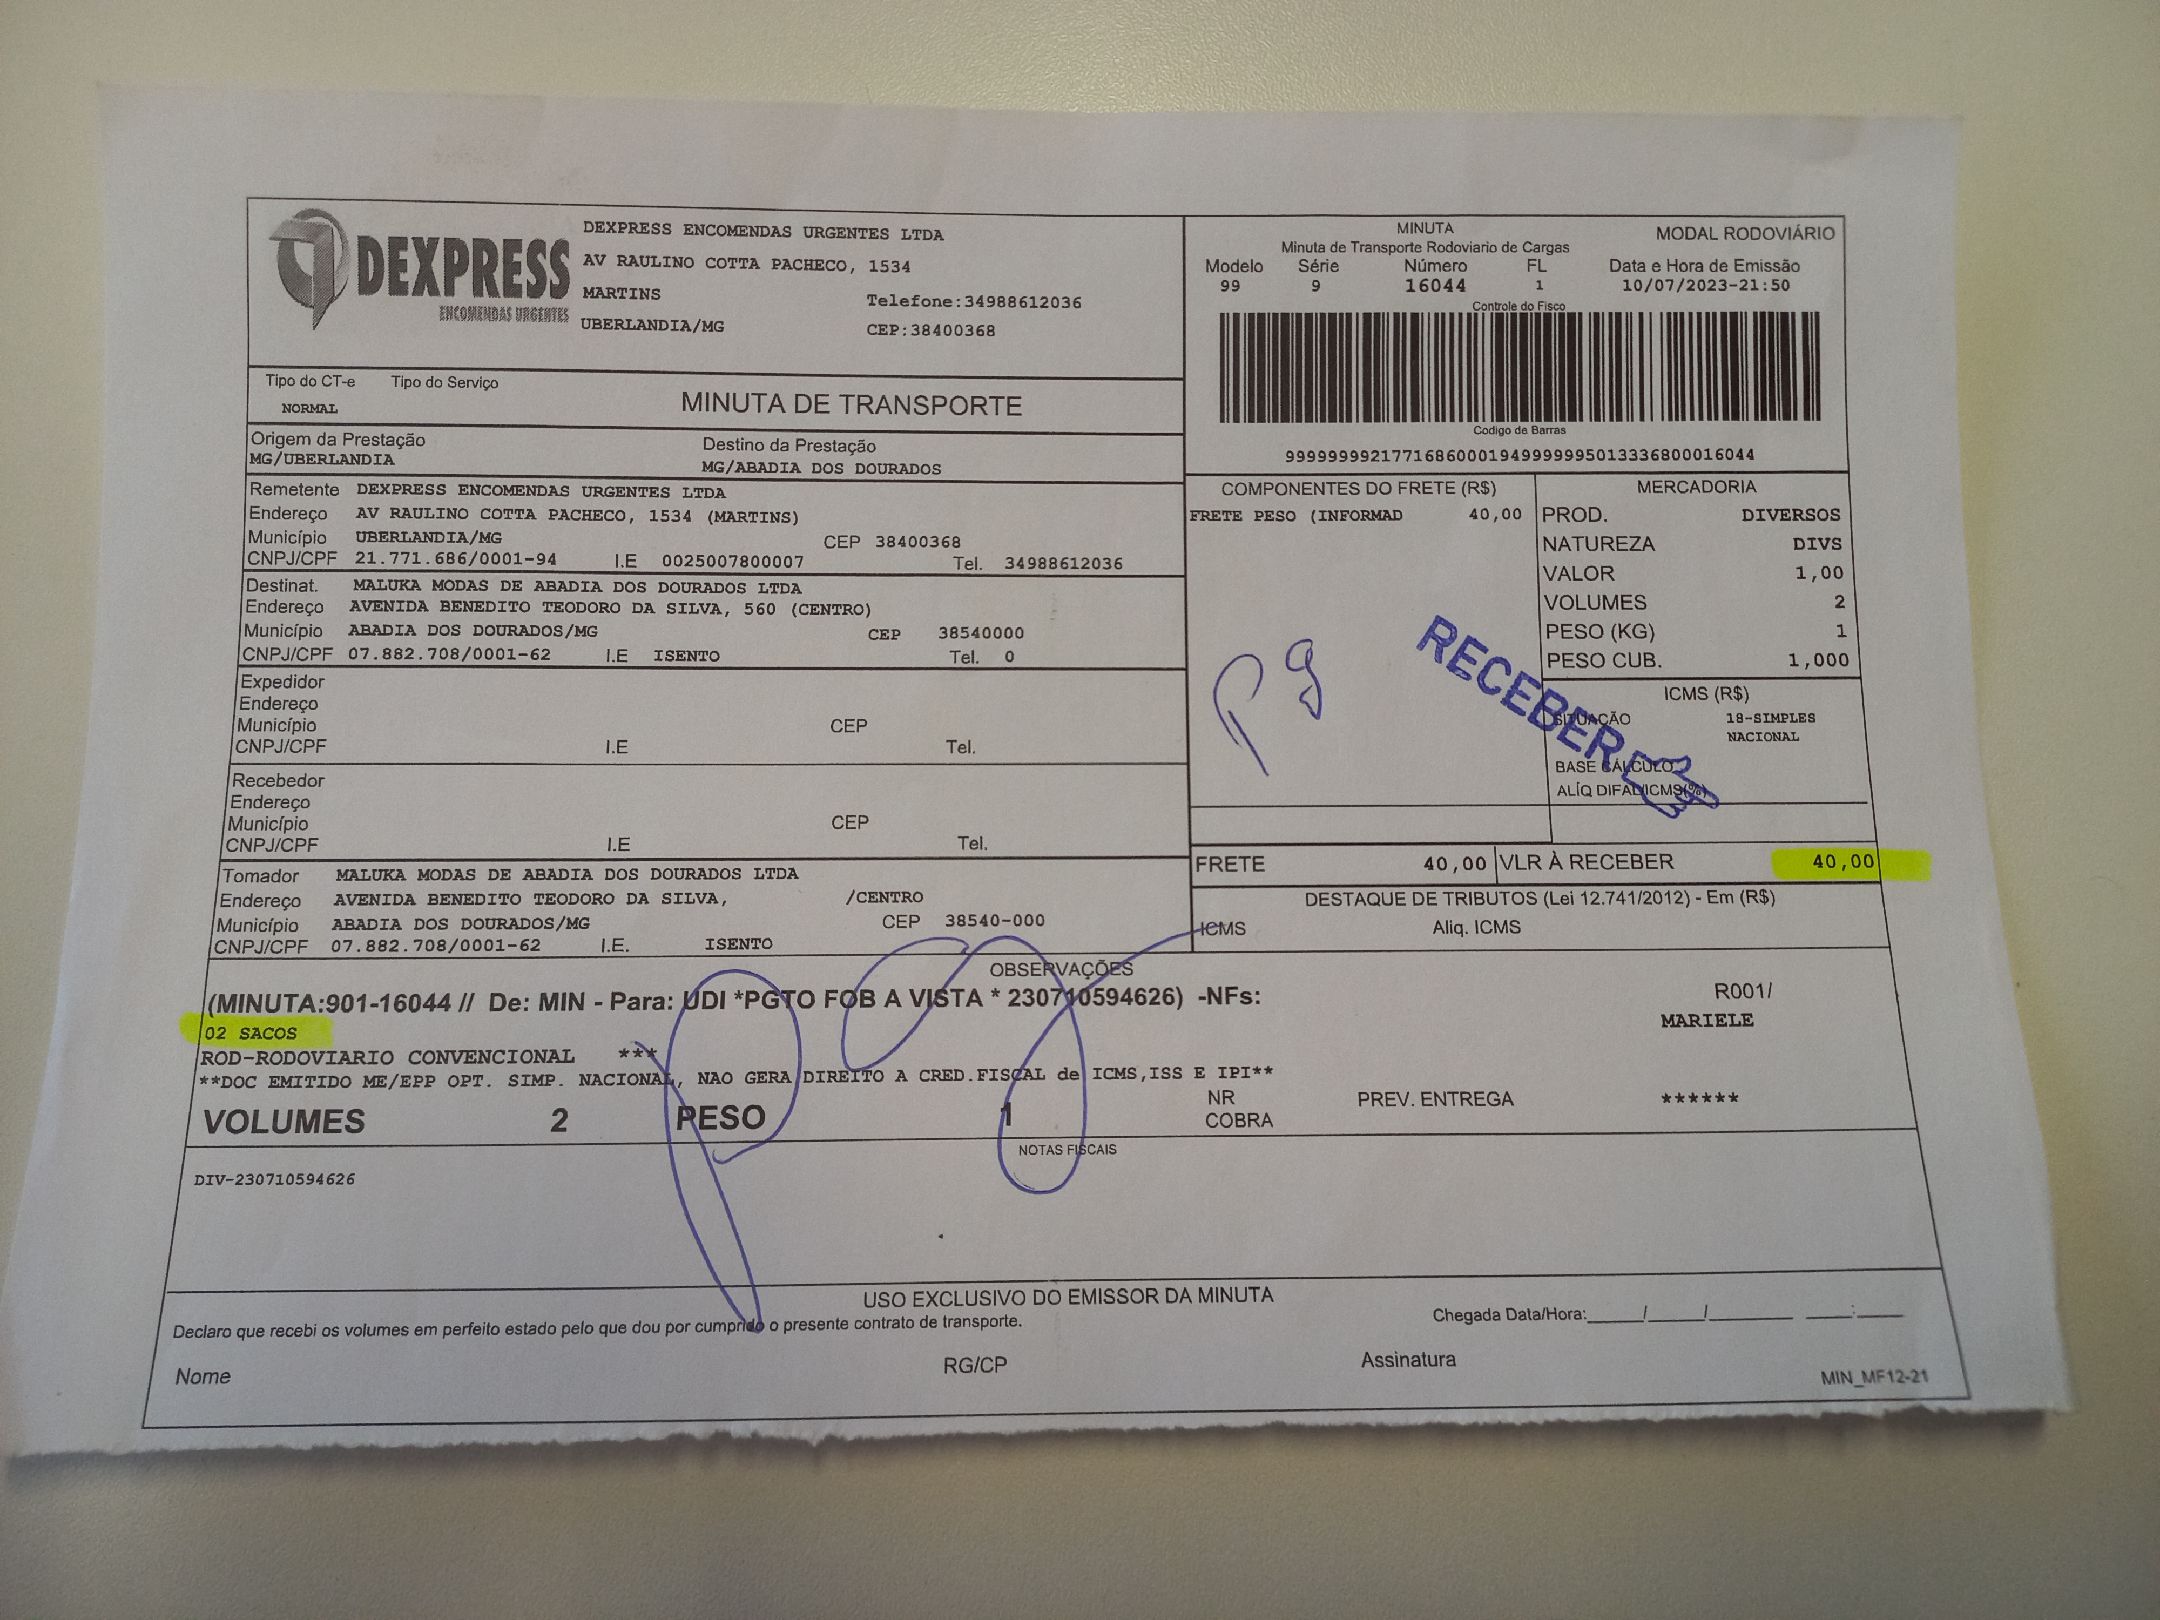 DEXPRESS
ENCOMENDAS URGENTES
DEXPRESS ENCOMENDAS URGENTES LTDA
AV RAULINO COTTA PACHECO, 1534
MARTINS Telefone:34988612036
UBERLANDIA/MG CEP:38400368
MINUTA MODAL RODOVIÁRIO
Minuta de Transporte Rodoviario de Cargas
Modelo Série Número FL Data e Hora de Emissão
99 9 16044 1 10/07/2023-21:50
Controle do Fisco
Codigo de Barras
99999999217716860001949999995013336800016044
Tipo do CT-e Tipo do Serviço
NORMAL
MINUTA DE TRANSPORTE
Origem da Prestação Destino da Prestação
MG/UBERLANDIA MG/ABADIA DOS DOURADOS
Remetente DEXPRESS ENCOMENDAS URGENTES LTDA
Endereço AV RAULINO COTTA PACHECO, 1534 (MARTINS)
Município UBERLANDIA/MG CEP 38400368
CNPJ/CPF 21.771.686/0001-94 I.E 0025007800007 Tel. 34988612036
Destinat. MALUKA MODAS DE ABADIA DOS DOURADOS LTDA
Endereço AVENIDA BENEDITO TEODORO DA SILVA, 560 (CENTRO)
Município ABADIA DOS DOURADOS/MG CEP 38540000
CNPJ/CPF 07.882.708/0001-62 I.E ISENTO Tel. 0
Expedidor
Endereço
Município CEP
CNPJ/CPF I.E Tel.
Recebedor
Endereço
Município CEP
CNPJ/CPF I.E Tel.
Tomador MALUKA MODAS DE ABADIA DOS DOURADOS LTDA
Endereço AVENIDA BENEDITO TEODORO DA SILVA, /CENTRO
Município ABADIA DOS DOURADOS/MG CEP 38540-000
CNPJ/CPF 07.882.708/0001-62 I.E. ISENTO
COMPONENTES DO FRETE (R$)
FRETE PESO (INFORMAD 40,00
Pg
RECEBER
MERCADORIA
PROD. DIVERSOS
NATUREZA DIVS
VALOR 1,00
VOLUMES 2
PESO (KG) 1
PESO CUB. 1,000
ICMS (R$)
SITUAÇÃO 18-SIMPLES
NACIONAL
BASE CÁLCULO
ALÍQ DIFAL/ICMS(%)
FRETE 40,00 VLR À RECEBER 40,00
DESTAQUE DE TRIBUTOS (Lei 12.741/2012) - Em (R$)
ICMS Aliq. ICMS
OBSERVAÇÕES
(MINUTA:901-16044 // De: MIN - Para: UDI *PGTO FOB A VISTA * 230710594626) -NFs:
R001/
MARIELE
02 SACOS
ROD-RODOVIARIO CONVENCIONAL ***
**DOC EMITIDO ME/EPP OPT. SIMP. NACIONAL, NAO GERA DIREITO A CRED.FISCAL de ICMS,ISS E IPI**
VOLUMES 2 PESO 1 NR COBRA PREV. ENTREGA ******
Pag
NOTAS FISCAIS
DIV-230710594626
USO EXCLUSIVO DO EMISSOR DA MINUTA
Declaro que recebi os volumes em perfeito estado pelo que dou por cumprido o presente contrato de transporte.
Chegada Data/Hora:_____/_____/_________ ____:____
Nome RG/CP Assinatura
MIN_MF12-21